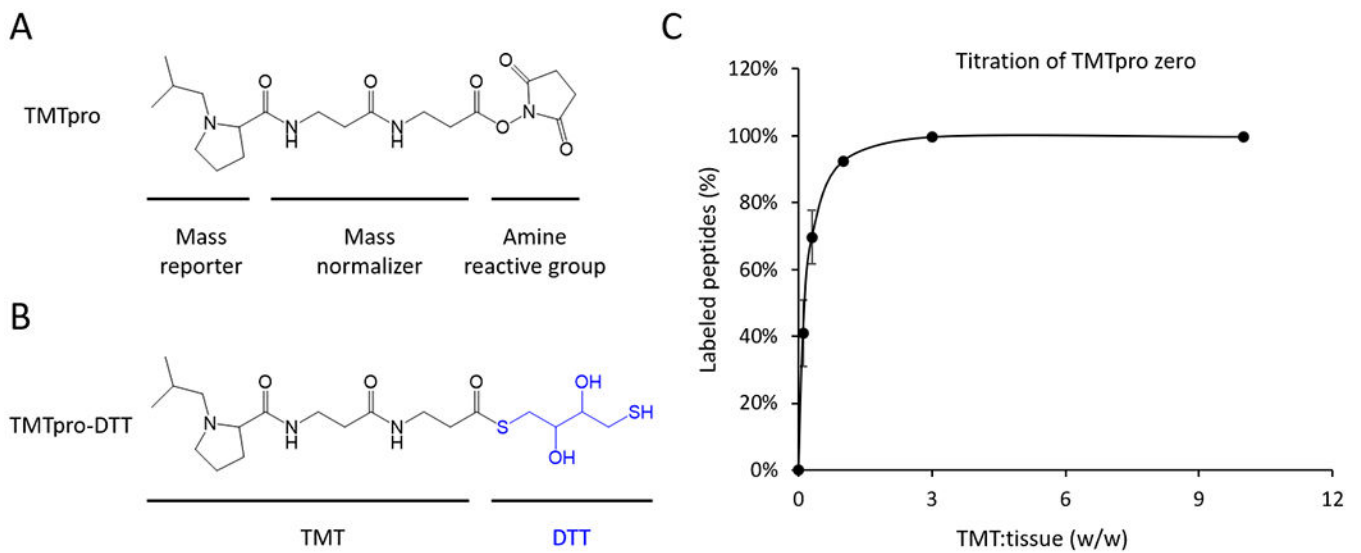 A
TMTpro
O
O
O
O
N
N
H
N
H
O
N
O
Mass
reporter
Mass
normalizer
Amine
reactive group
B
TMTpro-DTT
O
O
O
OH
SH
N
N
H
N
H
S
OH
TMT
DTT
C
Titration of TMTpro zero
Labeled peptides (%)
120%
100%
80%
60%
40%
20%
0%
0
3
6
9
12
TMT:tissue (w/w)